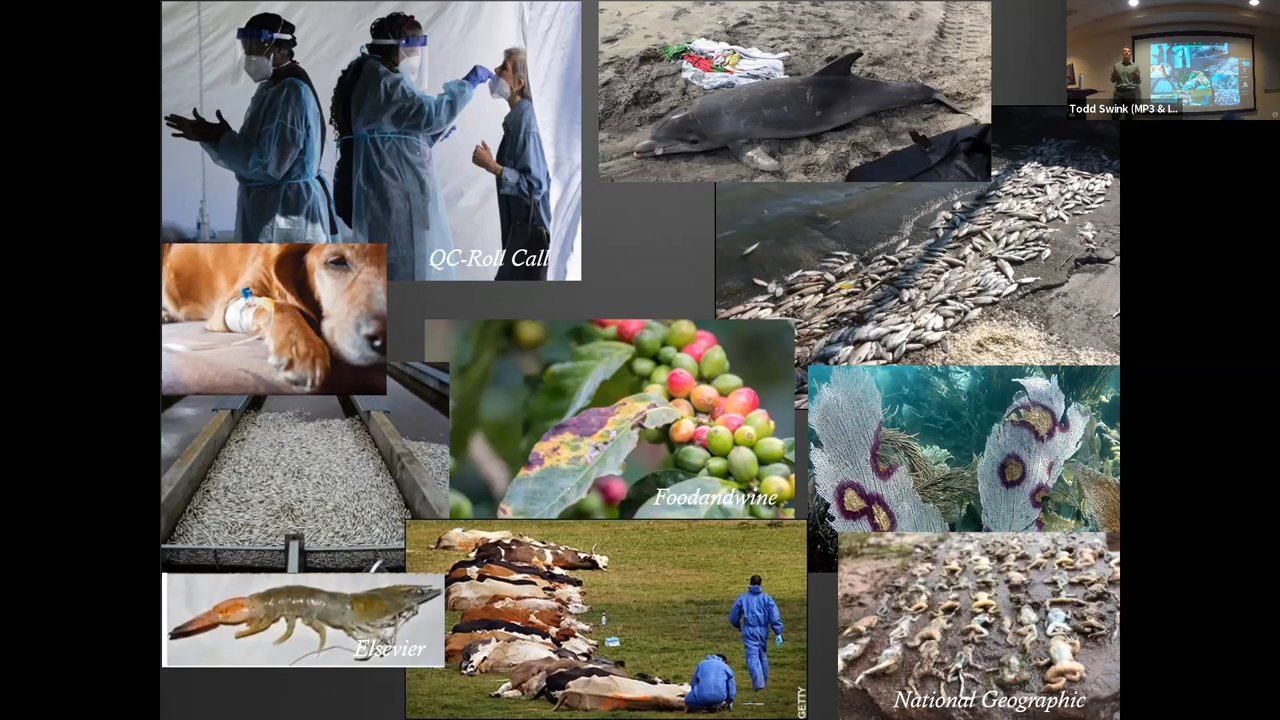 Todd Swink (MP3 & I...
QC-Roll Call
Foodandwine
Elsevier
National Geographic
GETTY